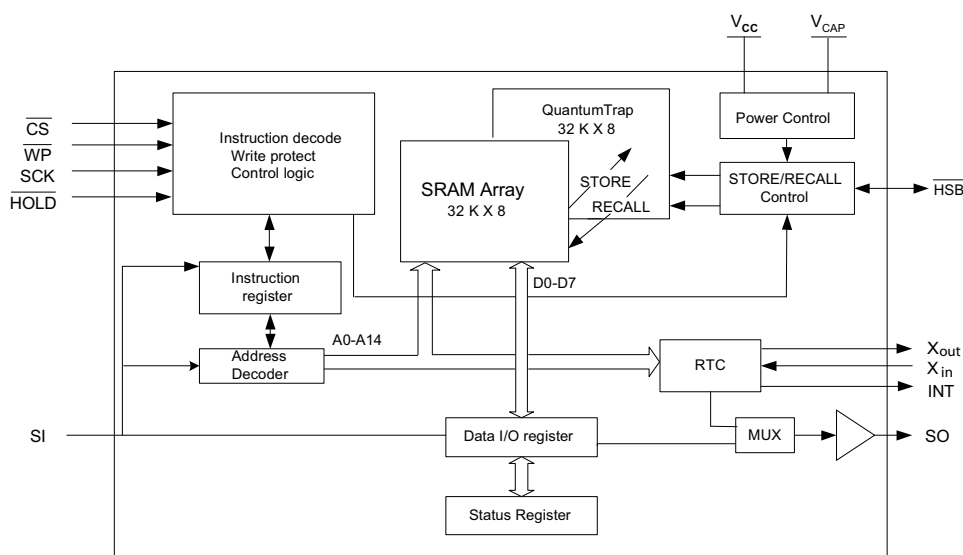 VCC
VCAP
QuantumTrap
32 K X 8
Power Control
CS
WP
SCK
HOLD
Instruction decode
Write protect
Control logic
SRAM Array
32 K X 8
STORE
RECALL
STORE/RECALL
Control
HSB
Instruction
register
D0-D7
A0-A14
Address
Decoder
RTC
Xout
Xin
INT
SI
Data I/O register
MUX
SO
Status Register